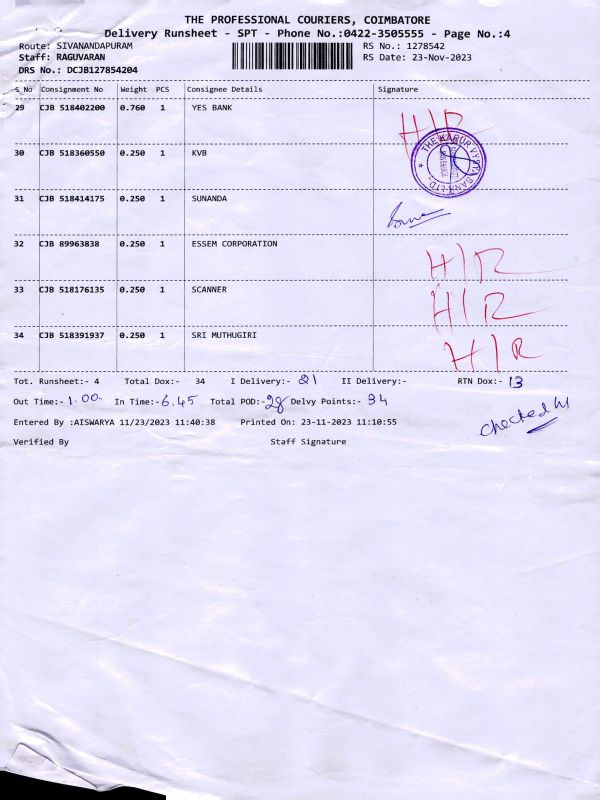 THE PROFESSIONAL COURIERS, COIMBATORE
Delivery Runsheet - SPT - Phone No.:0422-3505555 - Page No.:4
Route: SIVANANDAPURAM RS No.: 1278542
Staff: RAGUVARAN RS Date: 23-Nov-2023
DRS No.: DCJB127854204
S_No Consignment No Weight PCS Consignee Details Signature
29 CJB 518402200 0.760 1 YES BANK H/R
30 CJB 518360550 0.250 1 KVB THE KARUR VYSYA BANK LTD.
31 CJB 518414175 0.250 1 SUNANDA
32 CJB 89963838 0.250 1 ESSEM CORPORATION H/R
33 CJB 518176135 0.250 1 SCANNER H/R
34 CJB 518391937 0.250 1 SRI MUTHUGIRI H/R
Tot. Runsheet:- 4 Total Dox:- 34 I Delivery:- 21 II Delivery:- RTN Dox:- 13
Out Time:- 1.00. In Time:- 6.45 Total POD:- 28 Delvy Points:- 34
Entered By :AISWARYA 11/23/2023 11:40:38 Printed On: 23-11-2023 11:10:55 checked
Verified By Staff Signature